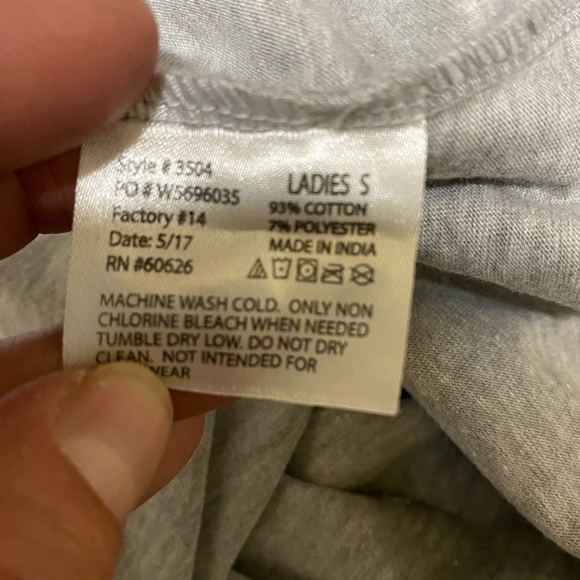 Style # 3504
PO # W5696035
Factory #14
Date: 5/17
RN #60626
LADIES S
93% COTTON
7% POLYESTER
MADE IN INDIA
MACHINE WASH COLD. ONLY NON
CHLORINE BLEACH WHEN NEEDED
TUMBLE DRY LOW. DO NOT DRY
CLEAN. NOT INTENDED FOR
WEAR